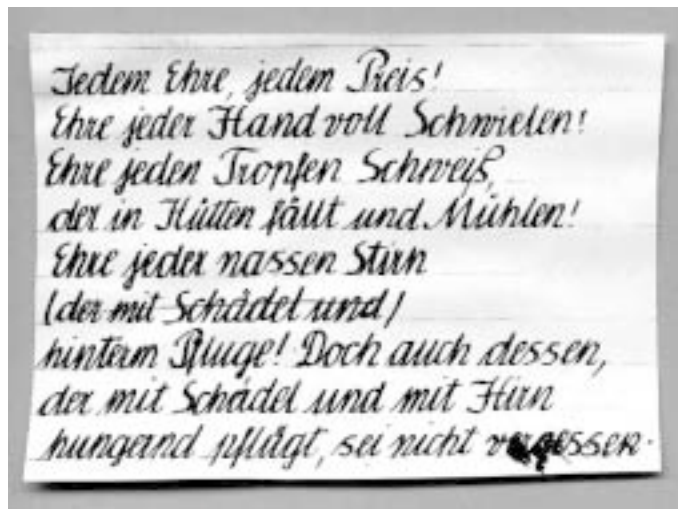 Jedem Ehre, jedem Preis!
Ehre jeder Hand voll Schwielen!
Ehre jeden Tropfen Schweiß,
der in Hütten fällt und Mühlen!
Ehre jeder nassen Stirn
(der mit Schädel und)
hinterm Pfluge! Doch auch dessen,
der mit Schädel und mit Hirn
hungernd pflügt, sei nicht vergessen.